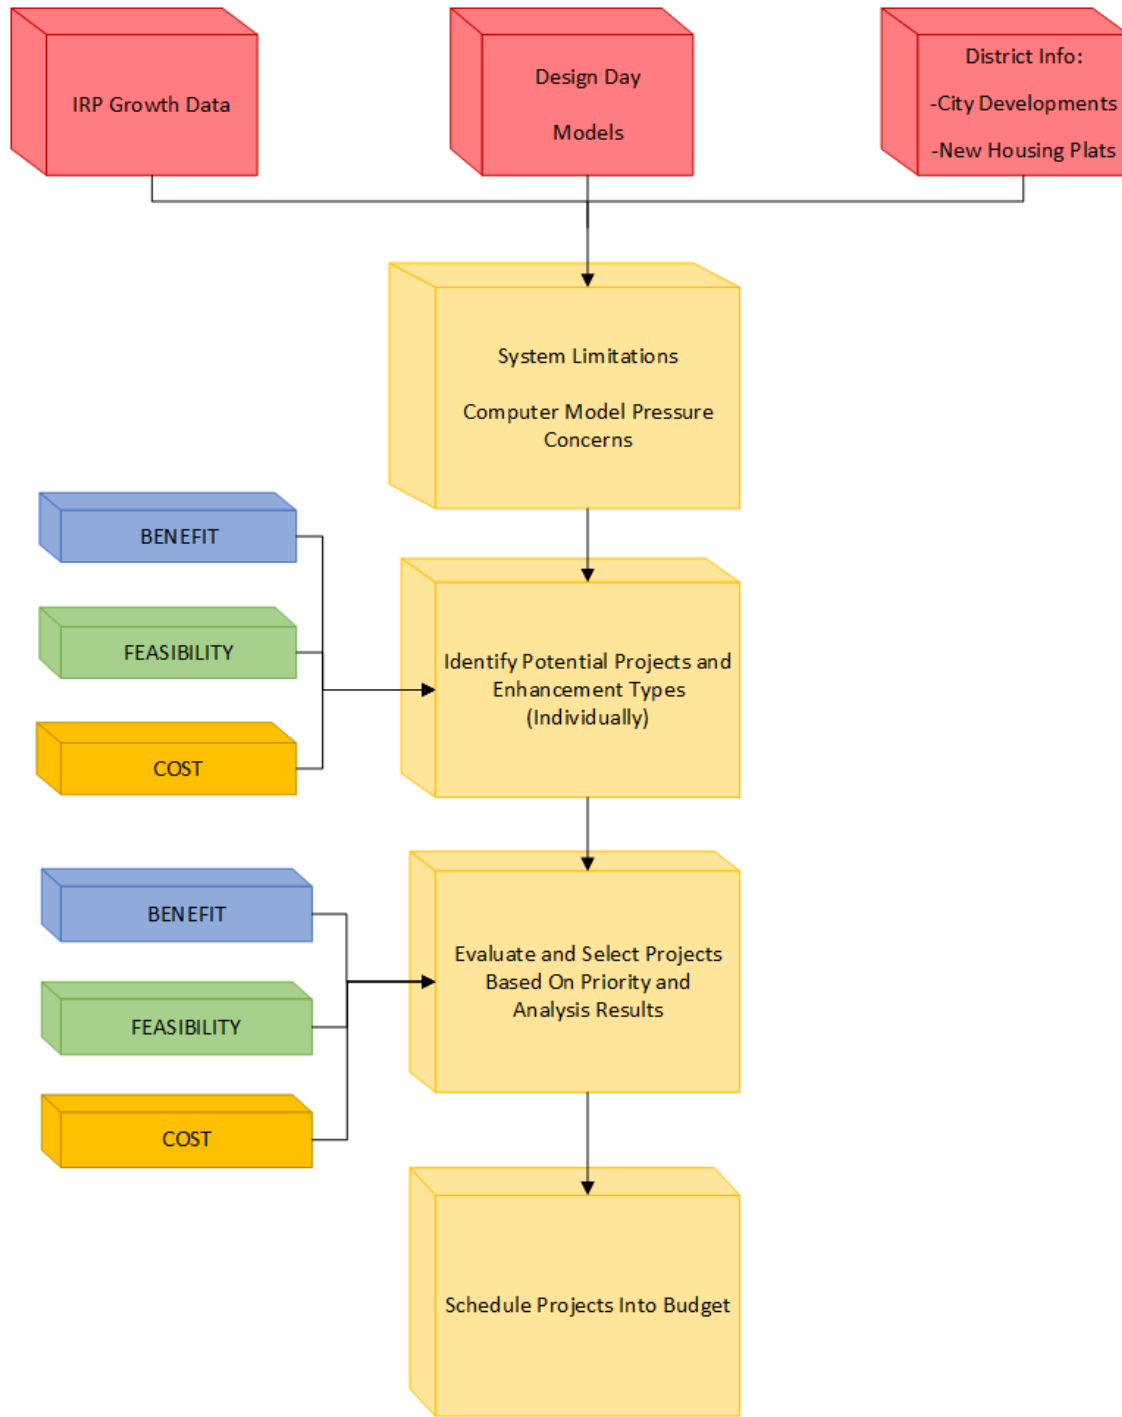 IRP Growth Data
Design Day
Models
District Info:
-City Developments
-New Housing Plats
System Limitations
Computer Model Pressure
Concerns
BENEFIT
FEASIBILITY
COST
Identify Potential Projects and
Enhancement Types
(Individually)
BENEFIT
FEASIBILITY
COST
Evaluate and Select Projects
Based On Priority and
Analysis Results
Schedule Projects Into Budget